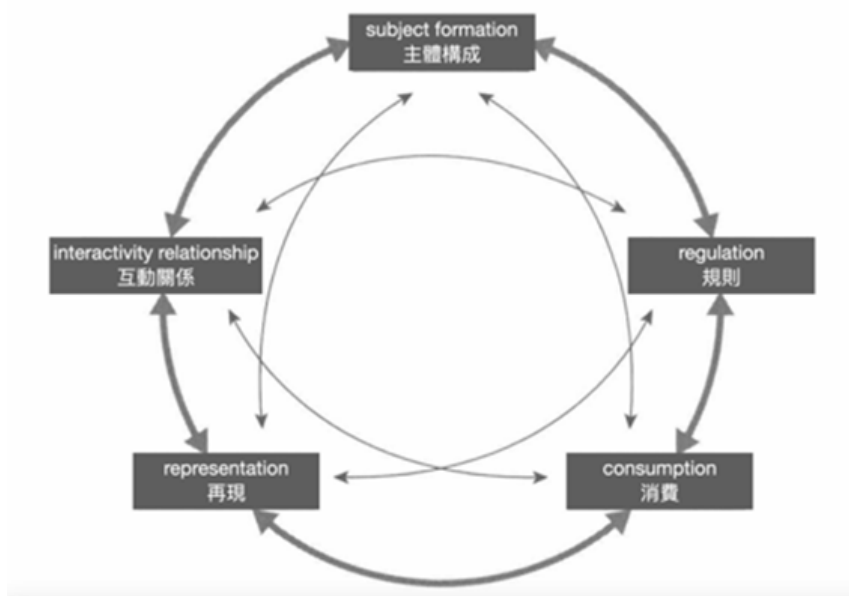 subject formation
主體構成
interactivity relationship
互動關係
regulation
規則
representation
再現
consumption
消費